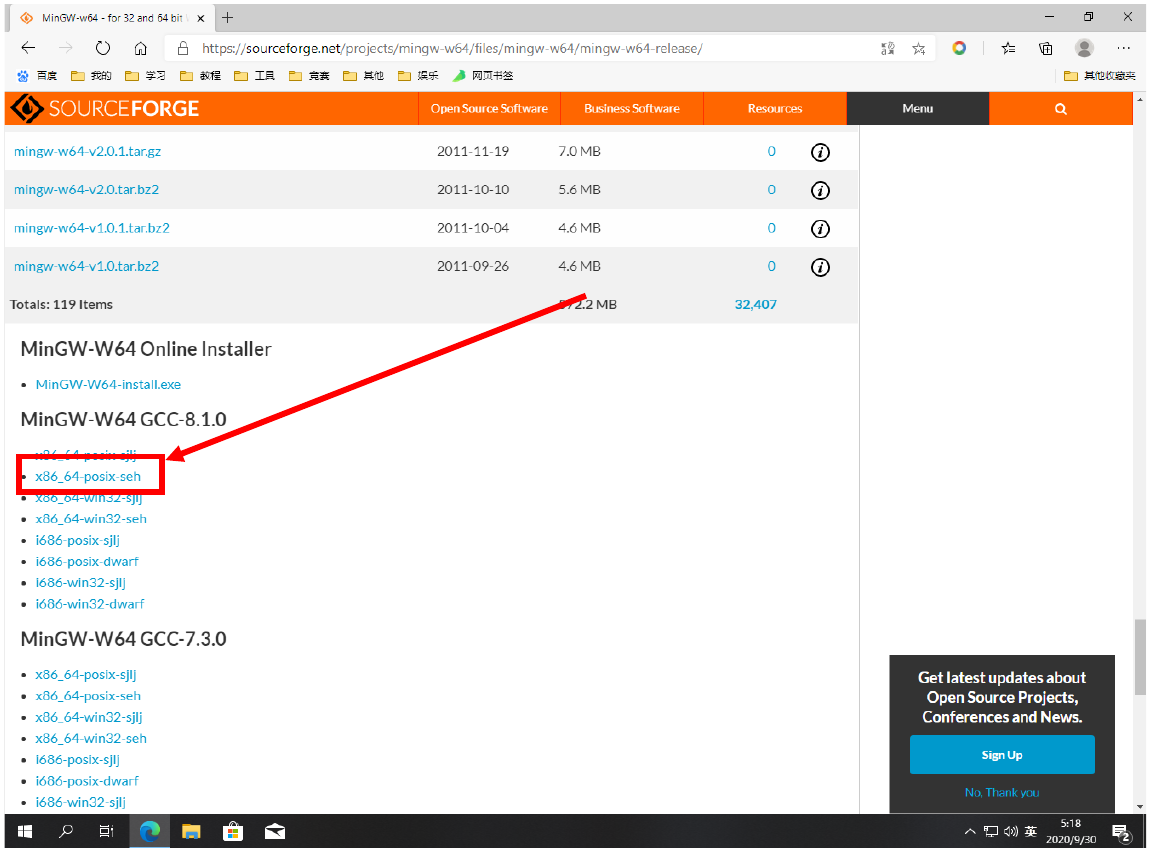 MinGW-w64 - for 32 and 64 bit
https://sourceforge.net/projects/mingw-w64/files/mingw-w64/mingw-w64-release/
百度 我的 学习 教程 工具 竞赛 其他 娱乐 网页书签 其他收藏夹
SOURCEFORGE Open Source Software Business Software Resources Menu
mingw-w64-v2.0.1.tar.gz 2011-11-19 7.0 MB 0
mingw-w64-v2.0.tar.bz2 2011-10-10 5.6 MB 0
mingw-w64-v1.0.1.tar.bz2 2011-10-04 4.6 MB 0
mingw-w64-v1.0.tar.bz2 2011-09-26 4.6 MB 0
Totals: 119 Items 32,407
MinGW-W64 Online Installer
MinGW-W64-install.exe
MinGW-W64 GCC-8.1.0
x86_64-posix-sjlj
x86_64-posix-seh
x86_64-win32-sjlj
x86_64-win32-seh
i686-posix-sjlj
i686-posix-dwarf
i686-win32-sjlj
i686-win32-dwarf
MinGW-W64 GCC-7.3.0
x86_64-posix-sjlj
x86_64-posix-seh
x86_64-win32-sjlj
x86_64-win32-seh
i686-posix-sjlj
i686-posix-dwarf
i686-win32-sjlj
Get latest updates about
Open Source Projects,
Conferences and News.
Sign Up
No, Thank you
英
5:18
2020/9/30
2